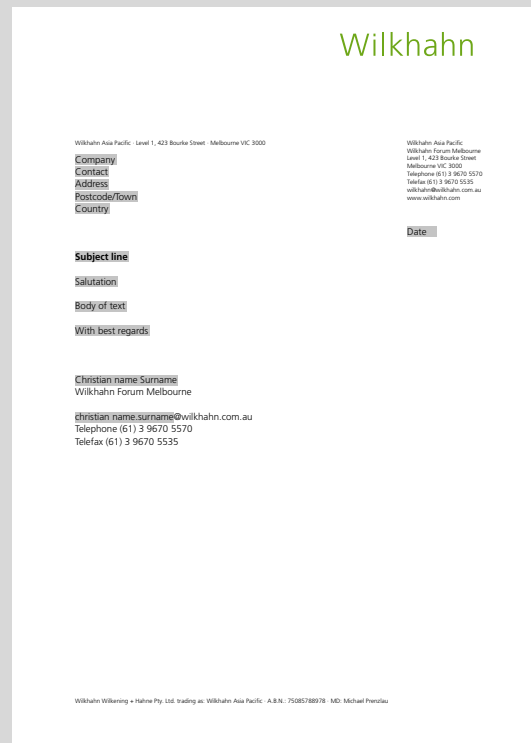 Wilkhahn
Wilkhahn Asia Pacific · Level 1, 423 Bourke Street · Melbourne VIC 3000
Company
Contact
Address
Postcode/Town
Country
Wilkhahn Asia Pacific
Wilkhahn Forum Melbourne
Level 1, 423 Bourke Street
Melbourne VIC 3000
Telephone (61) 3 9670 5570
Telefax (61) 3 9670 5535
wilkhahn@wilkhahn.com.au
www.wilkhahn.com
Date
Subject line
Salutation
Body of text
With best regards
Christian name Surname
Wilkhahn Forum Melbourne
christian name.surname@wilkhahn.com.au
Telephone (61) 3 9670 5570
Telefax (61) 3 9670 5535
Wilkhahn Wilkening + Hahne Pty. Ltd. trading as: Wilkhahn Asia Pacific · A.B.N.: 75085788978 · MD: Michael Prenzlau